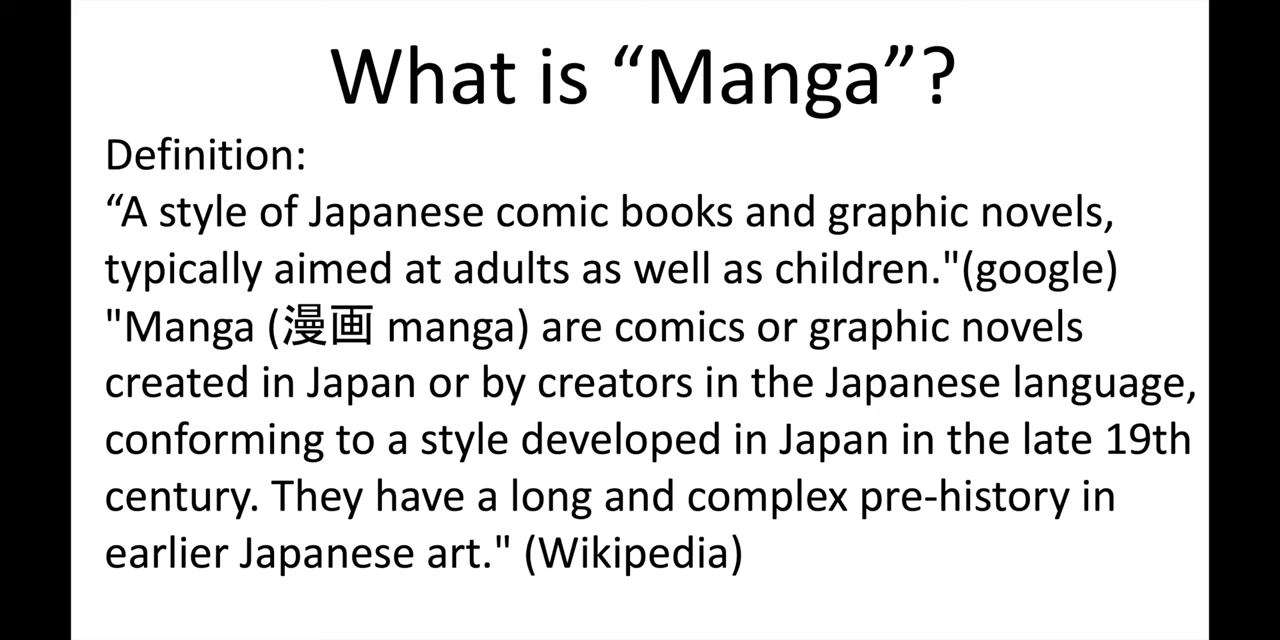 What is “Manga”?
Definition:
“A style of Japanese comic books and graphic novels,
typically aimed at adults as well as children."(google)
"Manga (漫画 manga) are comics or graphic novels
created in Japan or by creators in the Japanese language,
conforming to a style developed in Japan in the late 19th
century. They have a long and complex pre-history in
earlier Japanese art." (Wikipedia)